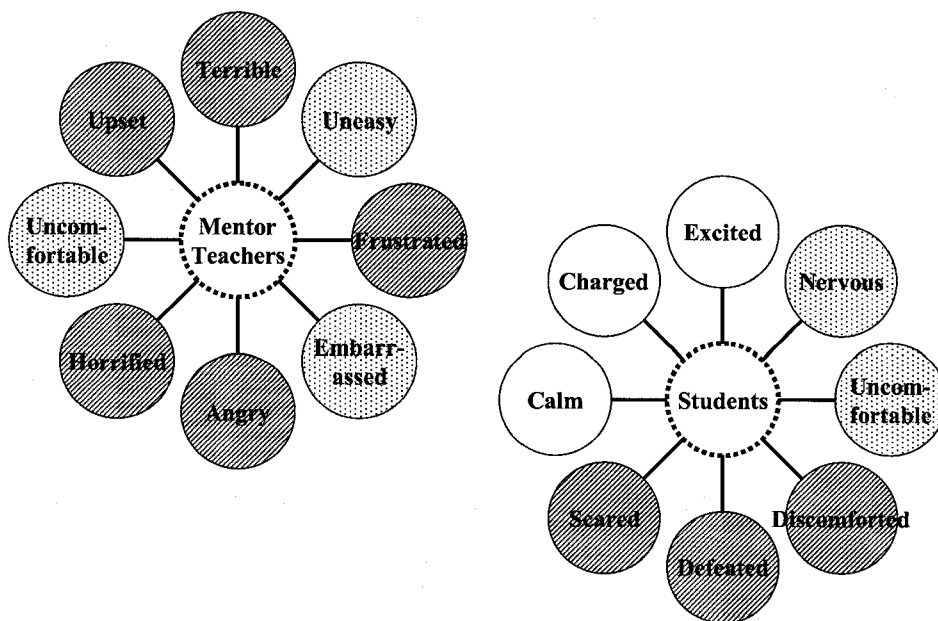 Terrible
Upset
Uneasy
Uncom-
fortable
Mentor
Teachers
Frustrated
Horrified
Embarr-
assed
Angry
Excited
Charged
Nervous
Calm
Students
Uncom-
fortable
Scared
Discomforted
Defeated